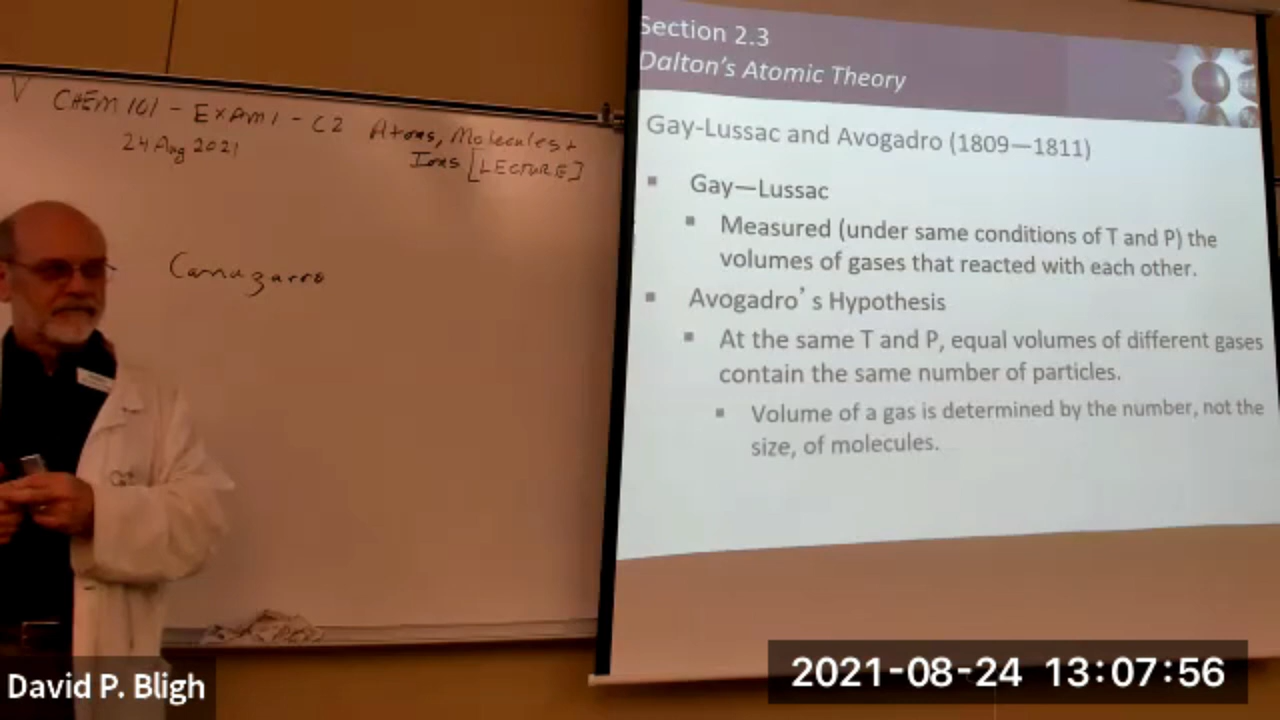 CHEM 101 - EXAM 1 - C2 Atoms, Molecules +
24 Aug 2021 Ions [LECTURE]
Cannazarro
Section 2.3
Dalton's Atomic Theory
Gay-Lussac and Avogadro (1809—1811)
▪ Gay—Lussac
▪ Measured (under same conditions of T and P) the
volumes of gases that reacted with each other.
▪ Avogadro's Hypothesis
▪ At the same T and P, equal volumes of different gases
contain the same number of particles.
▪ Volume of a gas is determined by the number, not the
size, of molecules.
David P. Bligh
2021-08-24 13:07:56